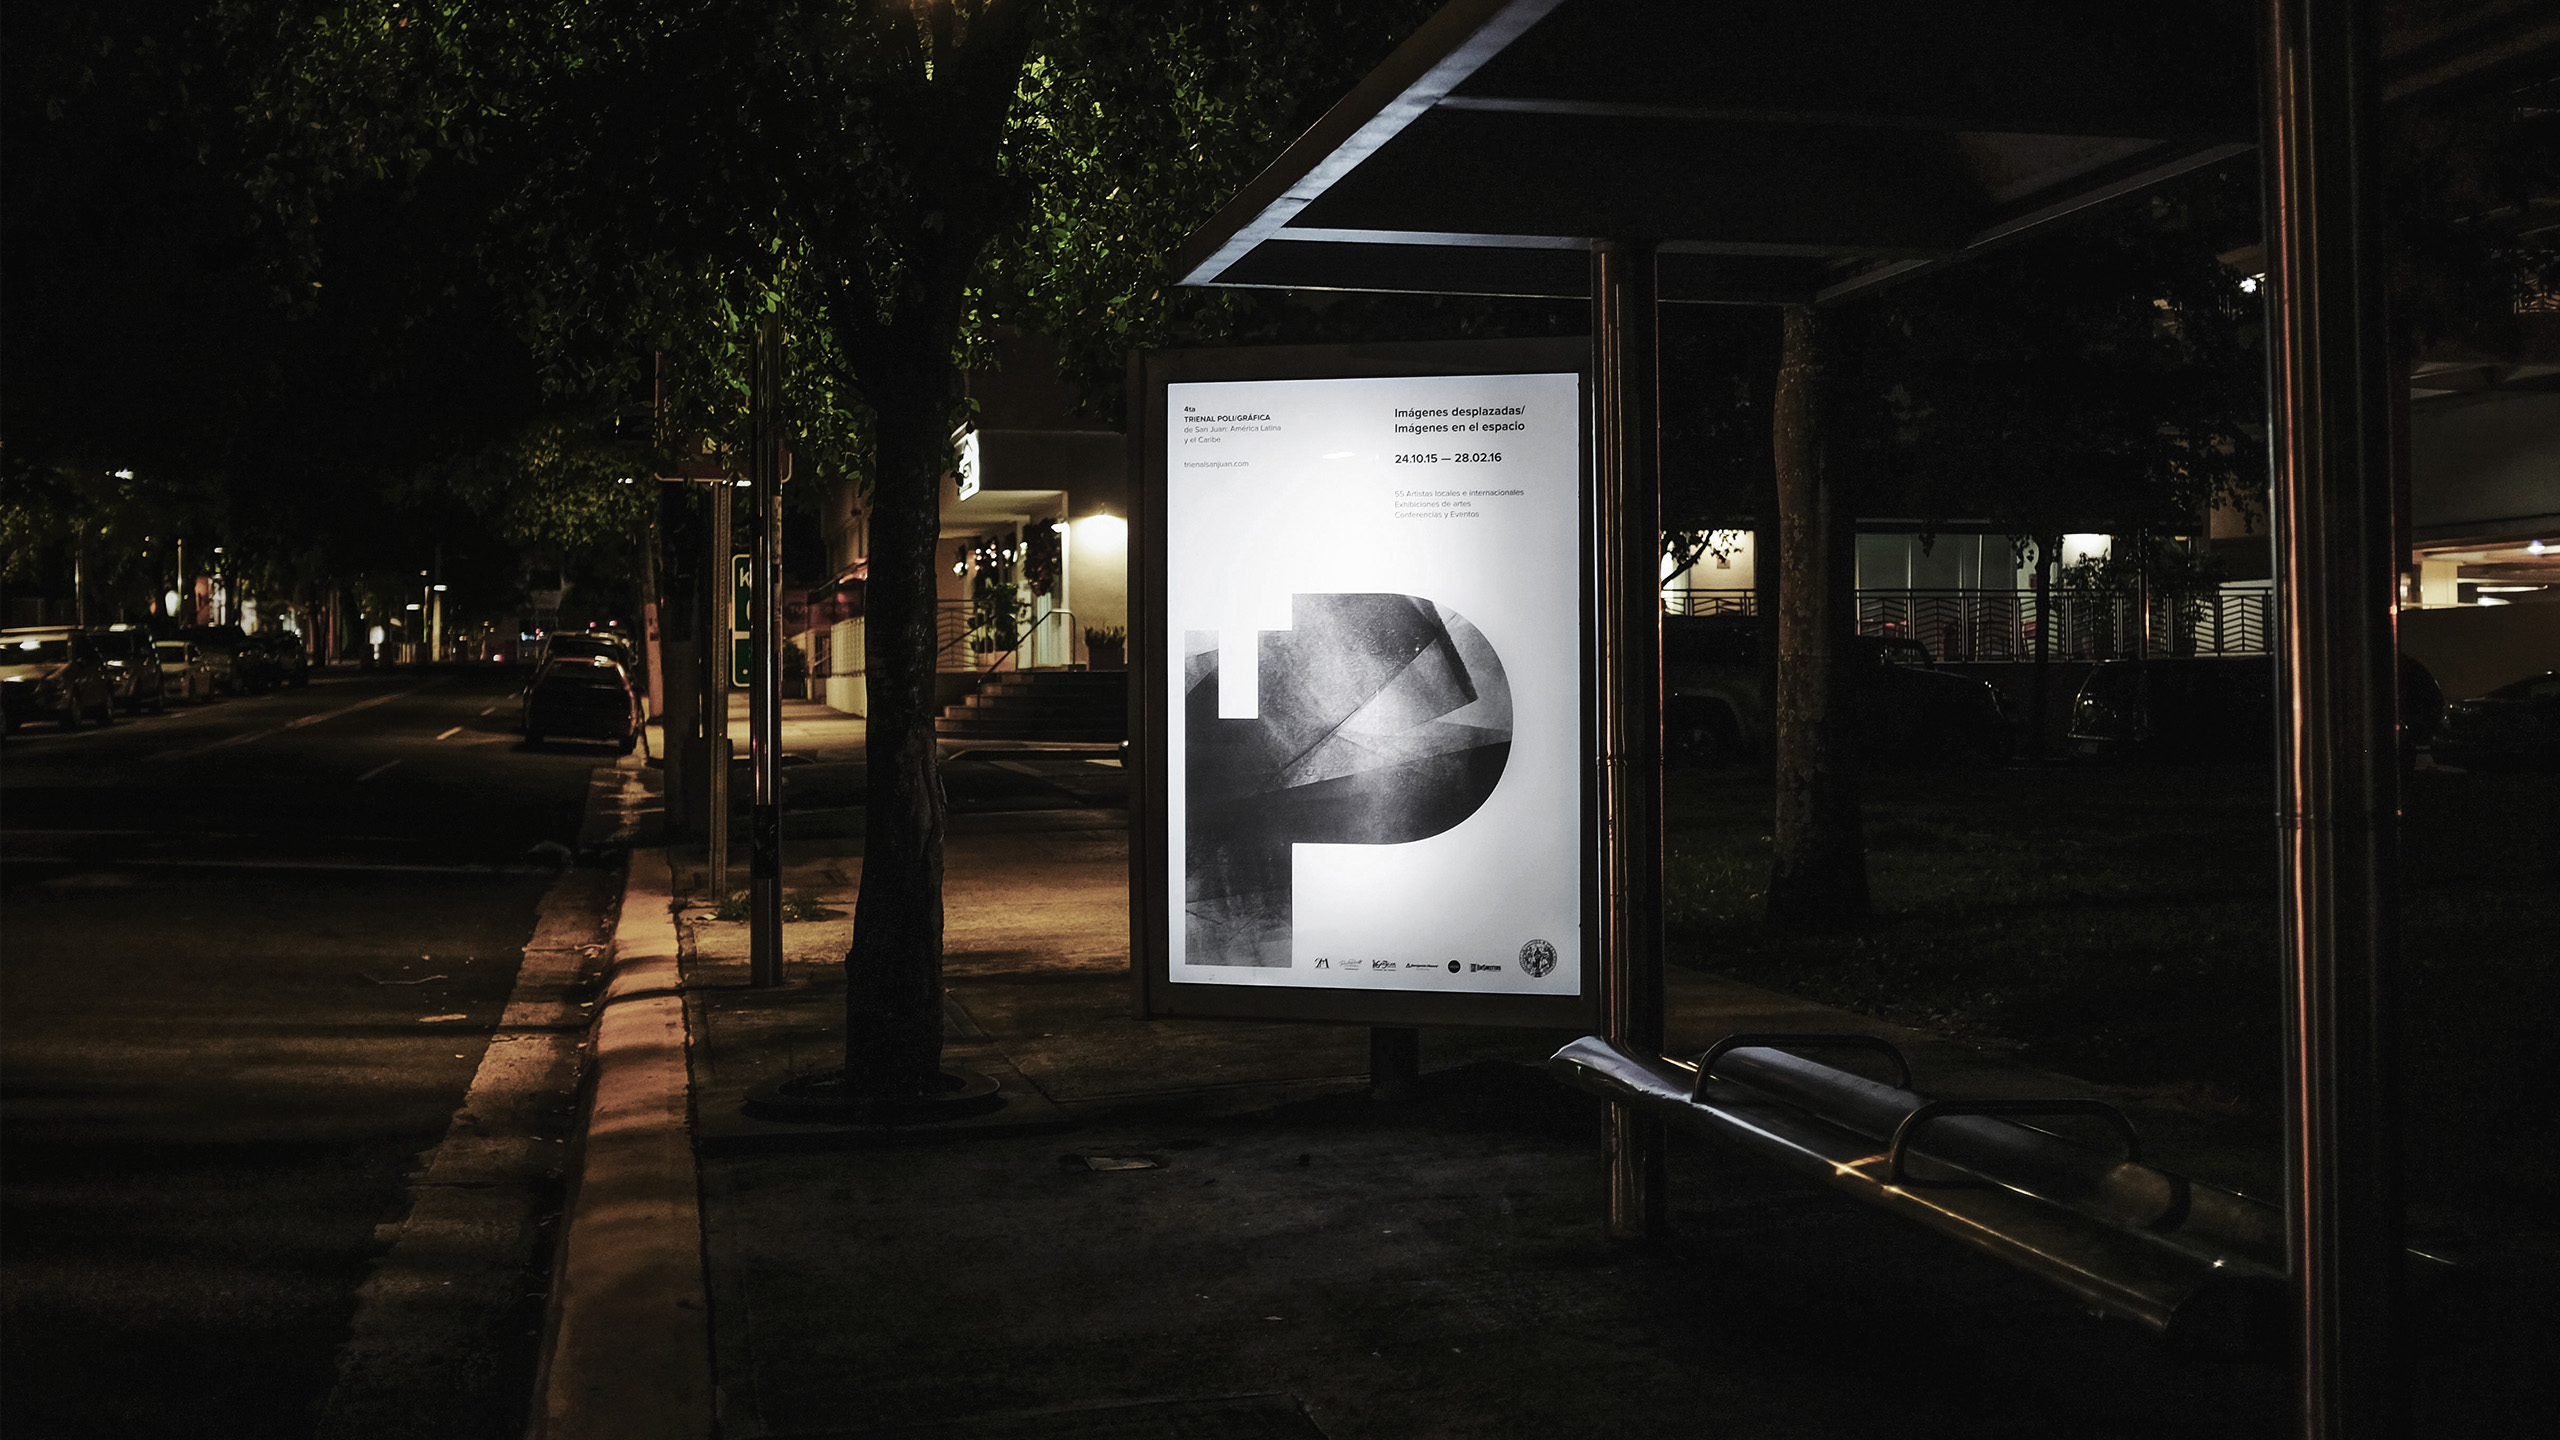 4ta
TRIENAL POLI/GRÁFICA
de San Juan: América Latina
y el Caribe
trienalsanjuan.com
Imágenes desplazadas/
Imágenes en el espacio
24.10.15 — 28.02.16
55 Artistas locales e internacionales
Exhibiciones de artes
Conferencias y Eventos
TP
K